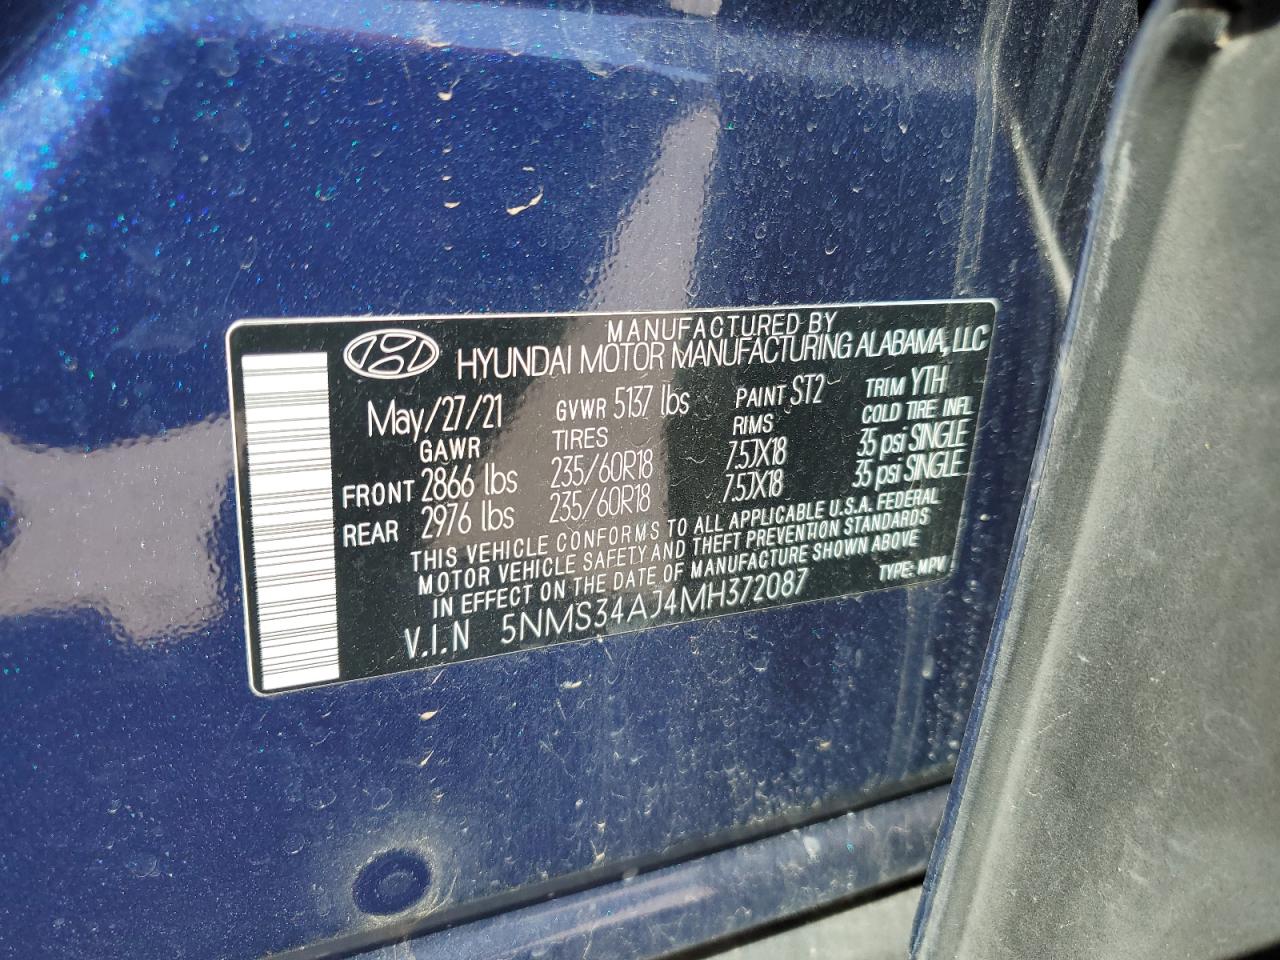 MANUFACTURED BY
HYUNDAI MOTOR MANUFACTURING ALABAMA, LLC
May/27/21 GVWR 5137 lbs PAINT ST2 TRIM YTH
GAWR TIRES RIMS COLD TIRE INFL
FRONT 2866 lbs 235/60R18 7.5JX18 35 psi SINGLE
REAR 2976 lbs 235/60R18 7.5JX18 35 psi SINGLE
THIS VEHICLE CONFORMS TO ALL APPLICABLE U.S.A. FEDERAL
MOTOR VEHICLE SAFETY AND THEFT PREVENTION STANDARDS
IN EFFECT ON THE DATE OF MANUFACTURE SHOWN ABOVE
V.I.N 5NMS34AJ4MH372087 TYPE: MPV